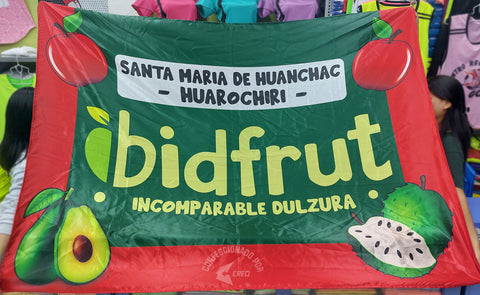 SANTA MARIA DE HUANCHAC
- HUAROCHIRI -
bidfrut
• INCOMPARABLE DULZURA •
CONFECCIONADO POR
CRECI